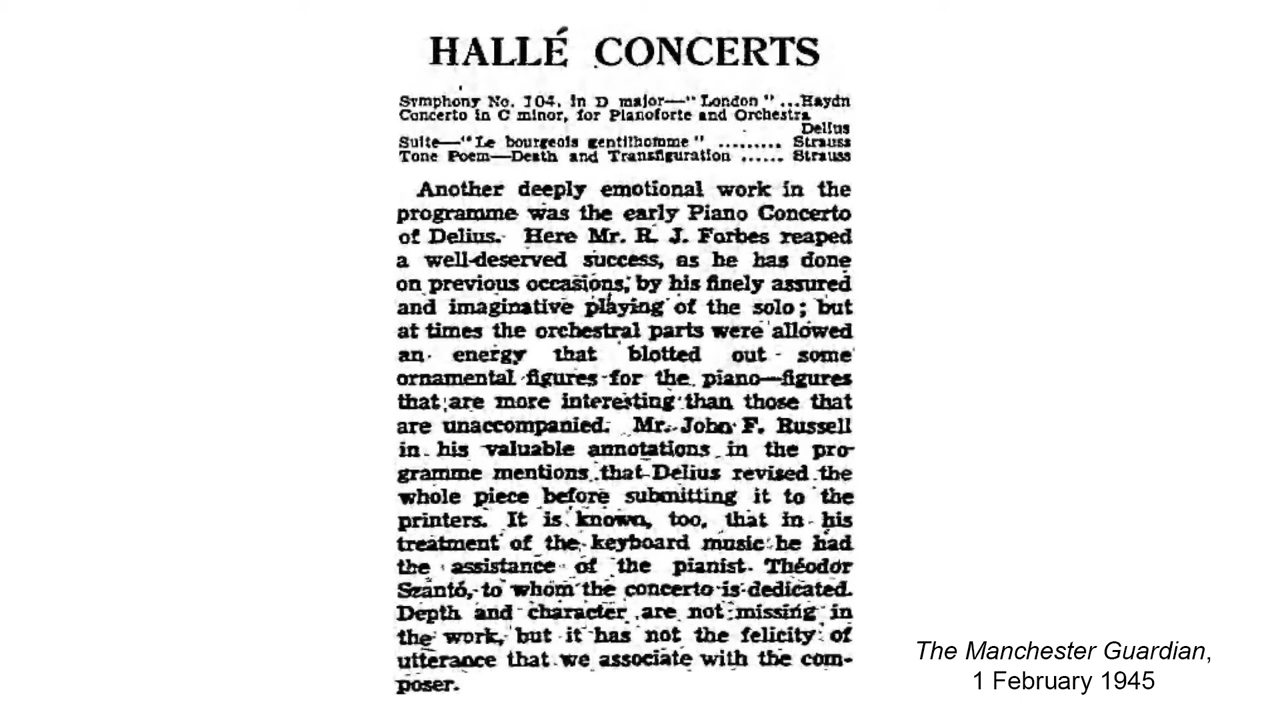 HALLÉ CONCERTS
Symphony No. 104, in D major—"London" ...Haydn
Concerto in C minor, for Pianoforte and Orchestra
Delius
Suite—"Le bourgeois gentilhomme" ......... Strauss
Tone Poem—Death and Transfiguration ...... Strauss
Another deeply emotional work in the
programme was the early Piano Concerto
of Delius. Here Mr. R. J. Forbes reaped
a well-deserved success, as he has done
on previous occasions, by his finely assured
and imaginative playing of the solo; but
at times the orchestral parts were allowed
an energy that blotted out some
ornamental figures for the piano—figures
that are more interesting than those that
are unaccompanied. Mr. John F. Russell
in his valuable annotations in the pro-
gramme mentions that Delius revised the
whole piece before submitting it to the
printers. It is known, too, that in his
treatment of the keyboard music he had
the assistance of the pianist Théodor
Szántó, to whom the concerto is dedicated.
Depth and character are not missing in
the work, but it has not the felicity of
utterance that we associate with the com-
poser.
The Manchester Guardian,
1 February 1945